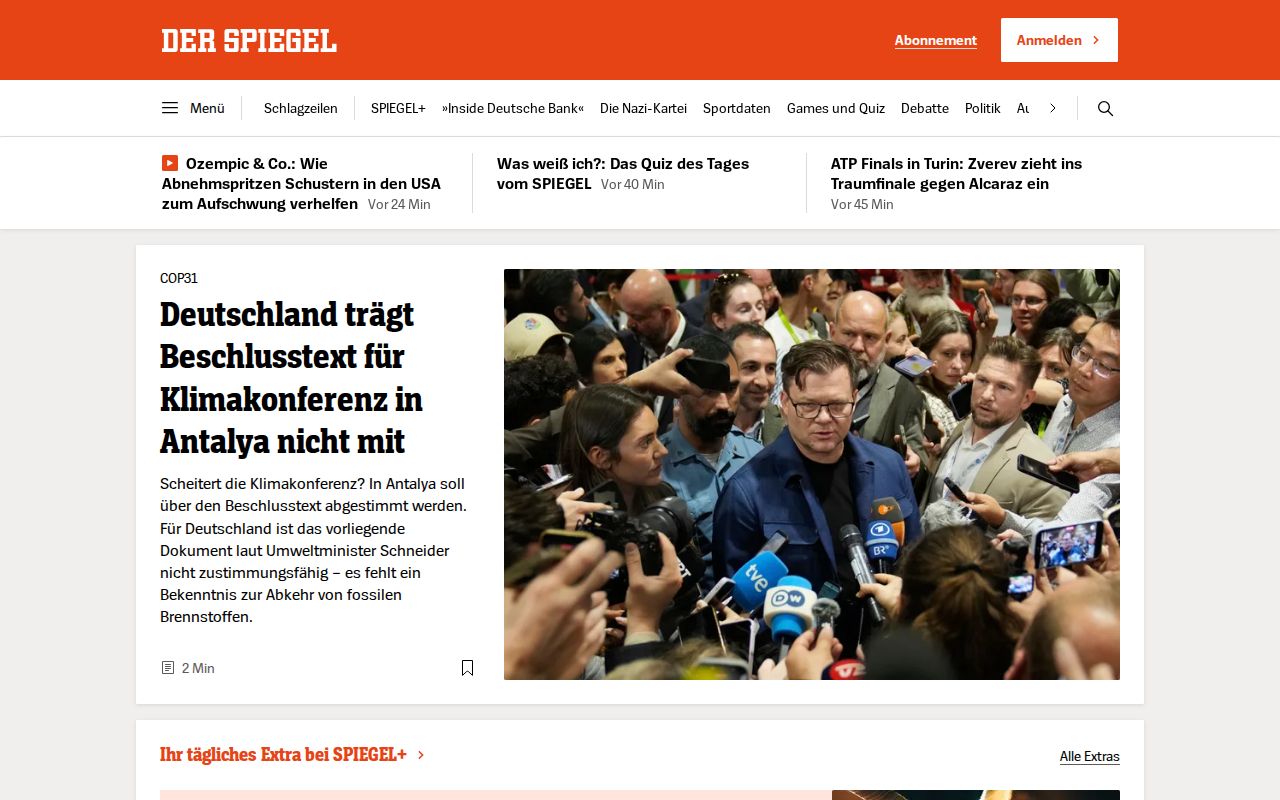 DER SPIEGEL
Abonnement
Anmelden
Menü
Schlagzeilen
SPIEGEL+
»Inside Deutsche Bank«
Die Nazi-Kartei
Sportdaten
Games und Quiz
Debatte
Politik
Ozempic & Co.: Wie
Abnehmspritzen Schustern in den USA
zum Aufschwung verhelfen Vor 24 Min
Was weiß ich?: Das Quiz des Tages
vom SPIEGEL Vor 40 Min
ATP Finals in Turin: Zverev zieht ins
Traumfinale gegen Alcaraz ein
Vor 45 Min
COP31
Deutschland trägt
Beschlusstext für
Klimakonferenz in
Antalya nicht mit
Scheitert die Klimakonferenz? In Antalya soll
über den Beschlusstext abgestimmt werden.
Für Deutschland ist das vorliegende
Dokument laut Umweltminister Schneider
nicht zustimmungsfähig – es fehlt ein
Bekenntnis zur Abkehr von fossilen
Brennstoffen.
2 Min
ZDF
BR
tve
DW
Ihr tägliches Extra bei SPIEGEL+
Alle Extras